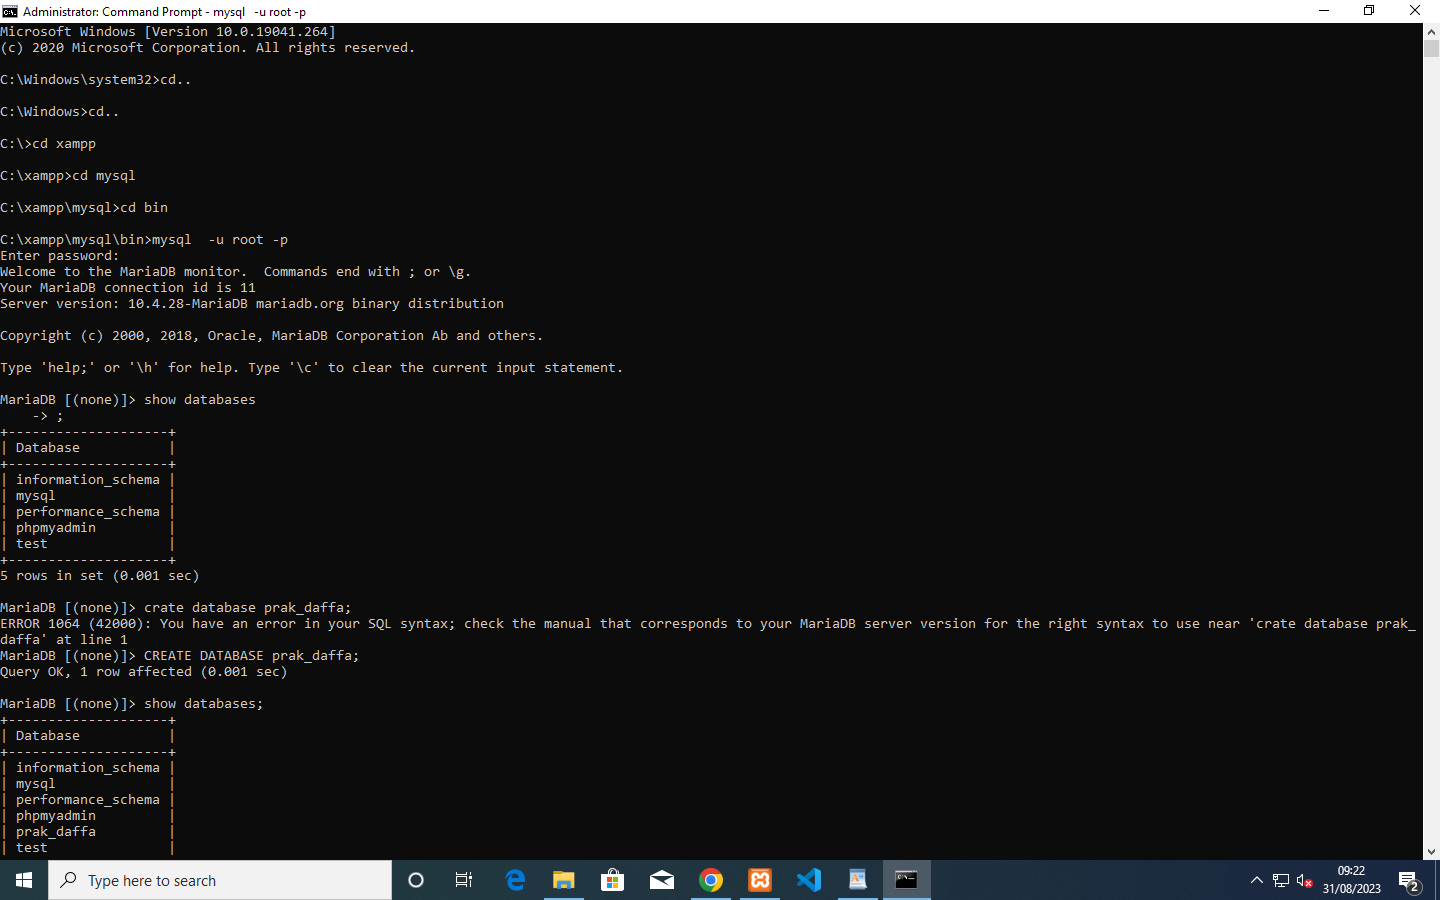 Administrator: Command Prompt - mysql  -u root -p
Microsoft Windows [Version 10.0.19041.264]
(c) 2020 Microsoft Corporation. All rights reserved.
C:\Windows\system32>cd..
C:\Windows>cd..
C:\>cd xampp
C:\xampp>cd mysql
C:\xampp\mysql>cd bin
C:\xampp\mysql\bin>mysql  -u root -p
Enter password:
Welcome to the MariaDB monitor.  Commands end with ; or \g.
Your MariaDB connection id is 11
Server version: 10.4.28-MariaDB mariadb.org binary distribution
Copyright (c) 2000, 2018, Oracle, MariaDB Corporation Ab and others.
Type 'help;' or '\h' for help. Type '\c' to clear the current input statement.
MariaDB [(none)]> show databases
    -> ;
+--------------------+
| Database           |
+--------------------+
| information_schema |
| mysql              |
| performance_schema |
| phpmyadmin         |
| test               |
+--------------------+
5 rows in set (0.001 sec)
MariaDB [(none)]> crate database prak_daffa;
ERROR 1064 (42000): You have an error in your SQL syntax; check the manual that corresponds to your MariaDB server version for the right syntax to use near 'crate database prak_
daffa' at line 1
MariaDB [(none)]> CREATE DATABASE prak_daffa;
Query OK, 1 row affected (0.001 sec)
MariaDB [(none)]> show databases;
+--------------------+
| Database           |
+--------------------+
| information_schema |
| mysql              |
| performance_schema |
| phpmyadmin         |
| prak_daffa         |
| test               |
Type here to search
09:22
31/08/2023
2